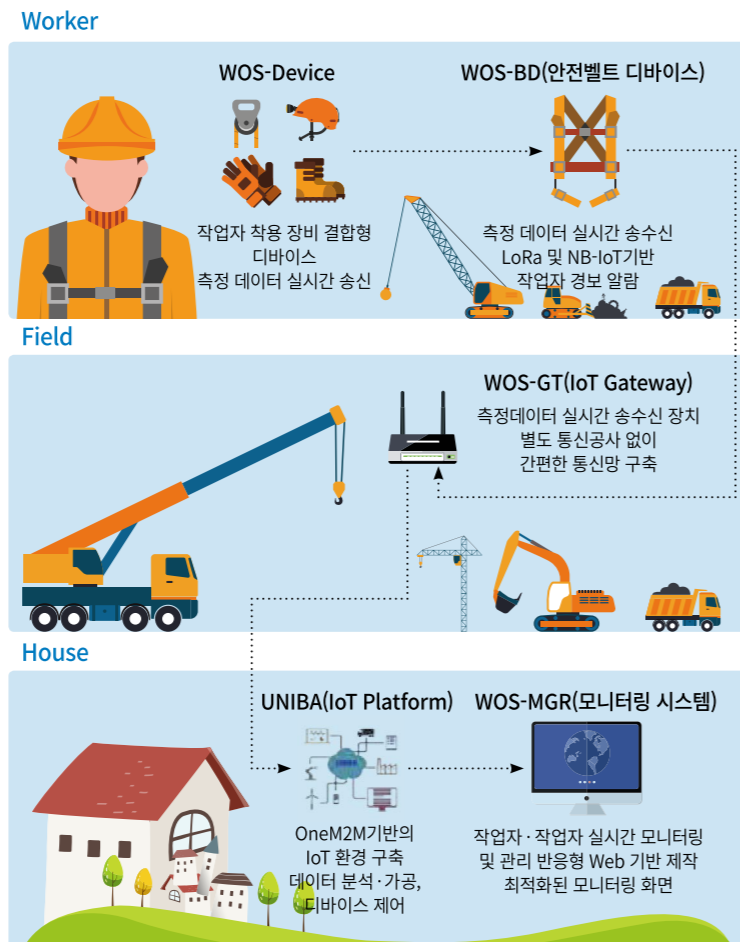 Worker
WOS-Device
작업자 착용 장비 결합형
디바이스
측정 데이터 실시간 송신
WOS-BD(안전벨트 디바이스)
측정 데이터 실시간 송수신
LoRa 및 NB-IoT기반
작업자 경보 알람
Field
WOS-GT(IoT Gateway)
측정데이터 실시간 송수신 장치
별도 통신공사 없이
간편한 통신망 구축
House
UNIBA(IoT Platform)
OneM2M기반의
IoT 환경 구축
데이터 분석·가공,
디바이스 제어
WOS-MGR(모니터링 시스템)
작업자·작업자 실시간 모니터링
및 관리 반응형 Web 기반 제작
최적화된 모니터링 화면